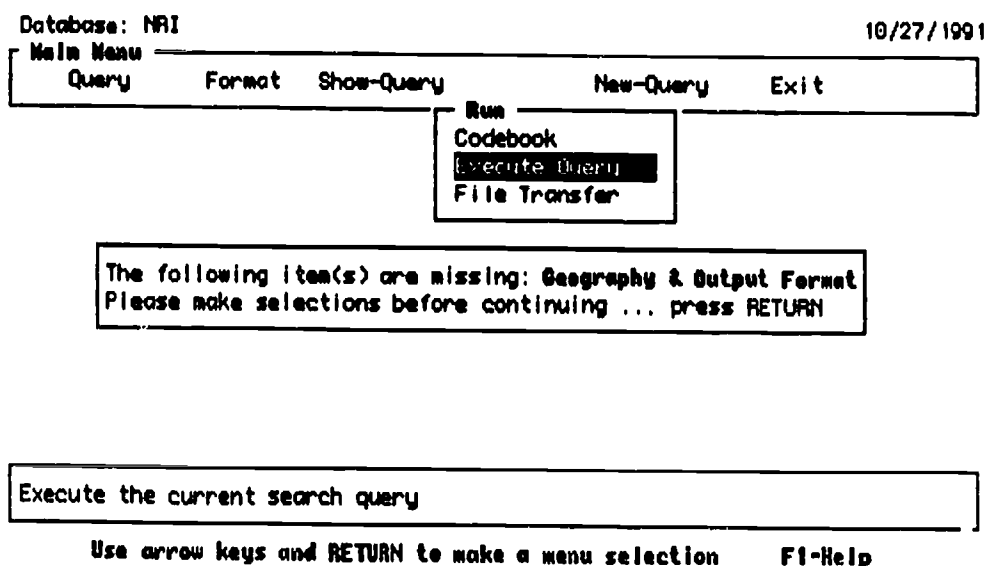 Database: NRI 10/27/1991
Main Menu
Query Format Show-Query New-Query Exit
Run
Codebook
Execute Query
File Transfer
The following item(s) are missing: Geography & Output Format
Please make selections before continuing ... press RETURN
Execute the current search query
Use arrow keys and RETURN to make a menu selection F1-Help